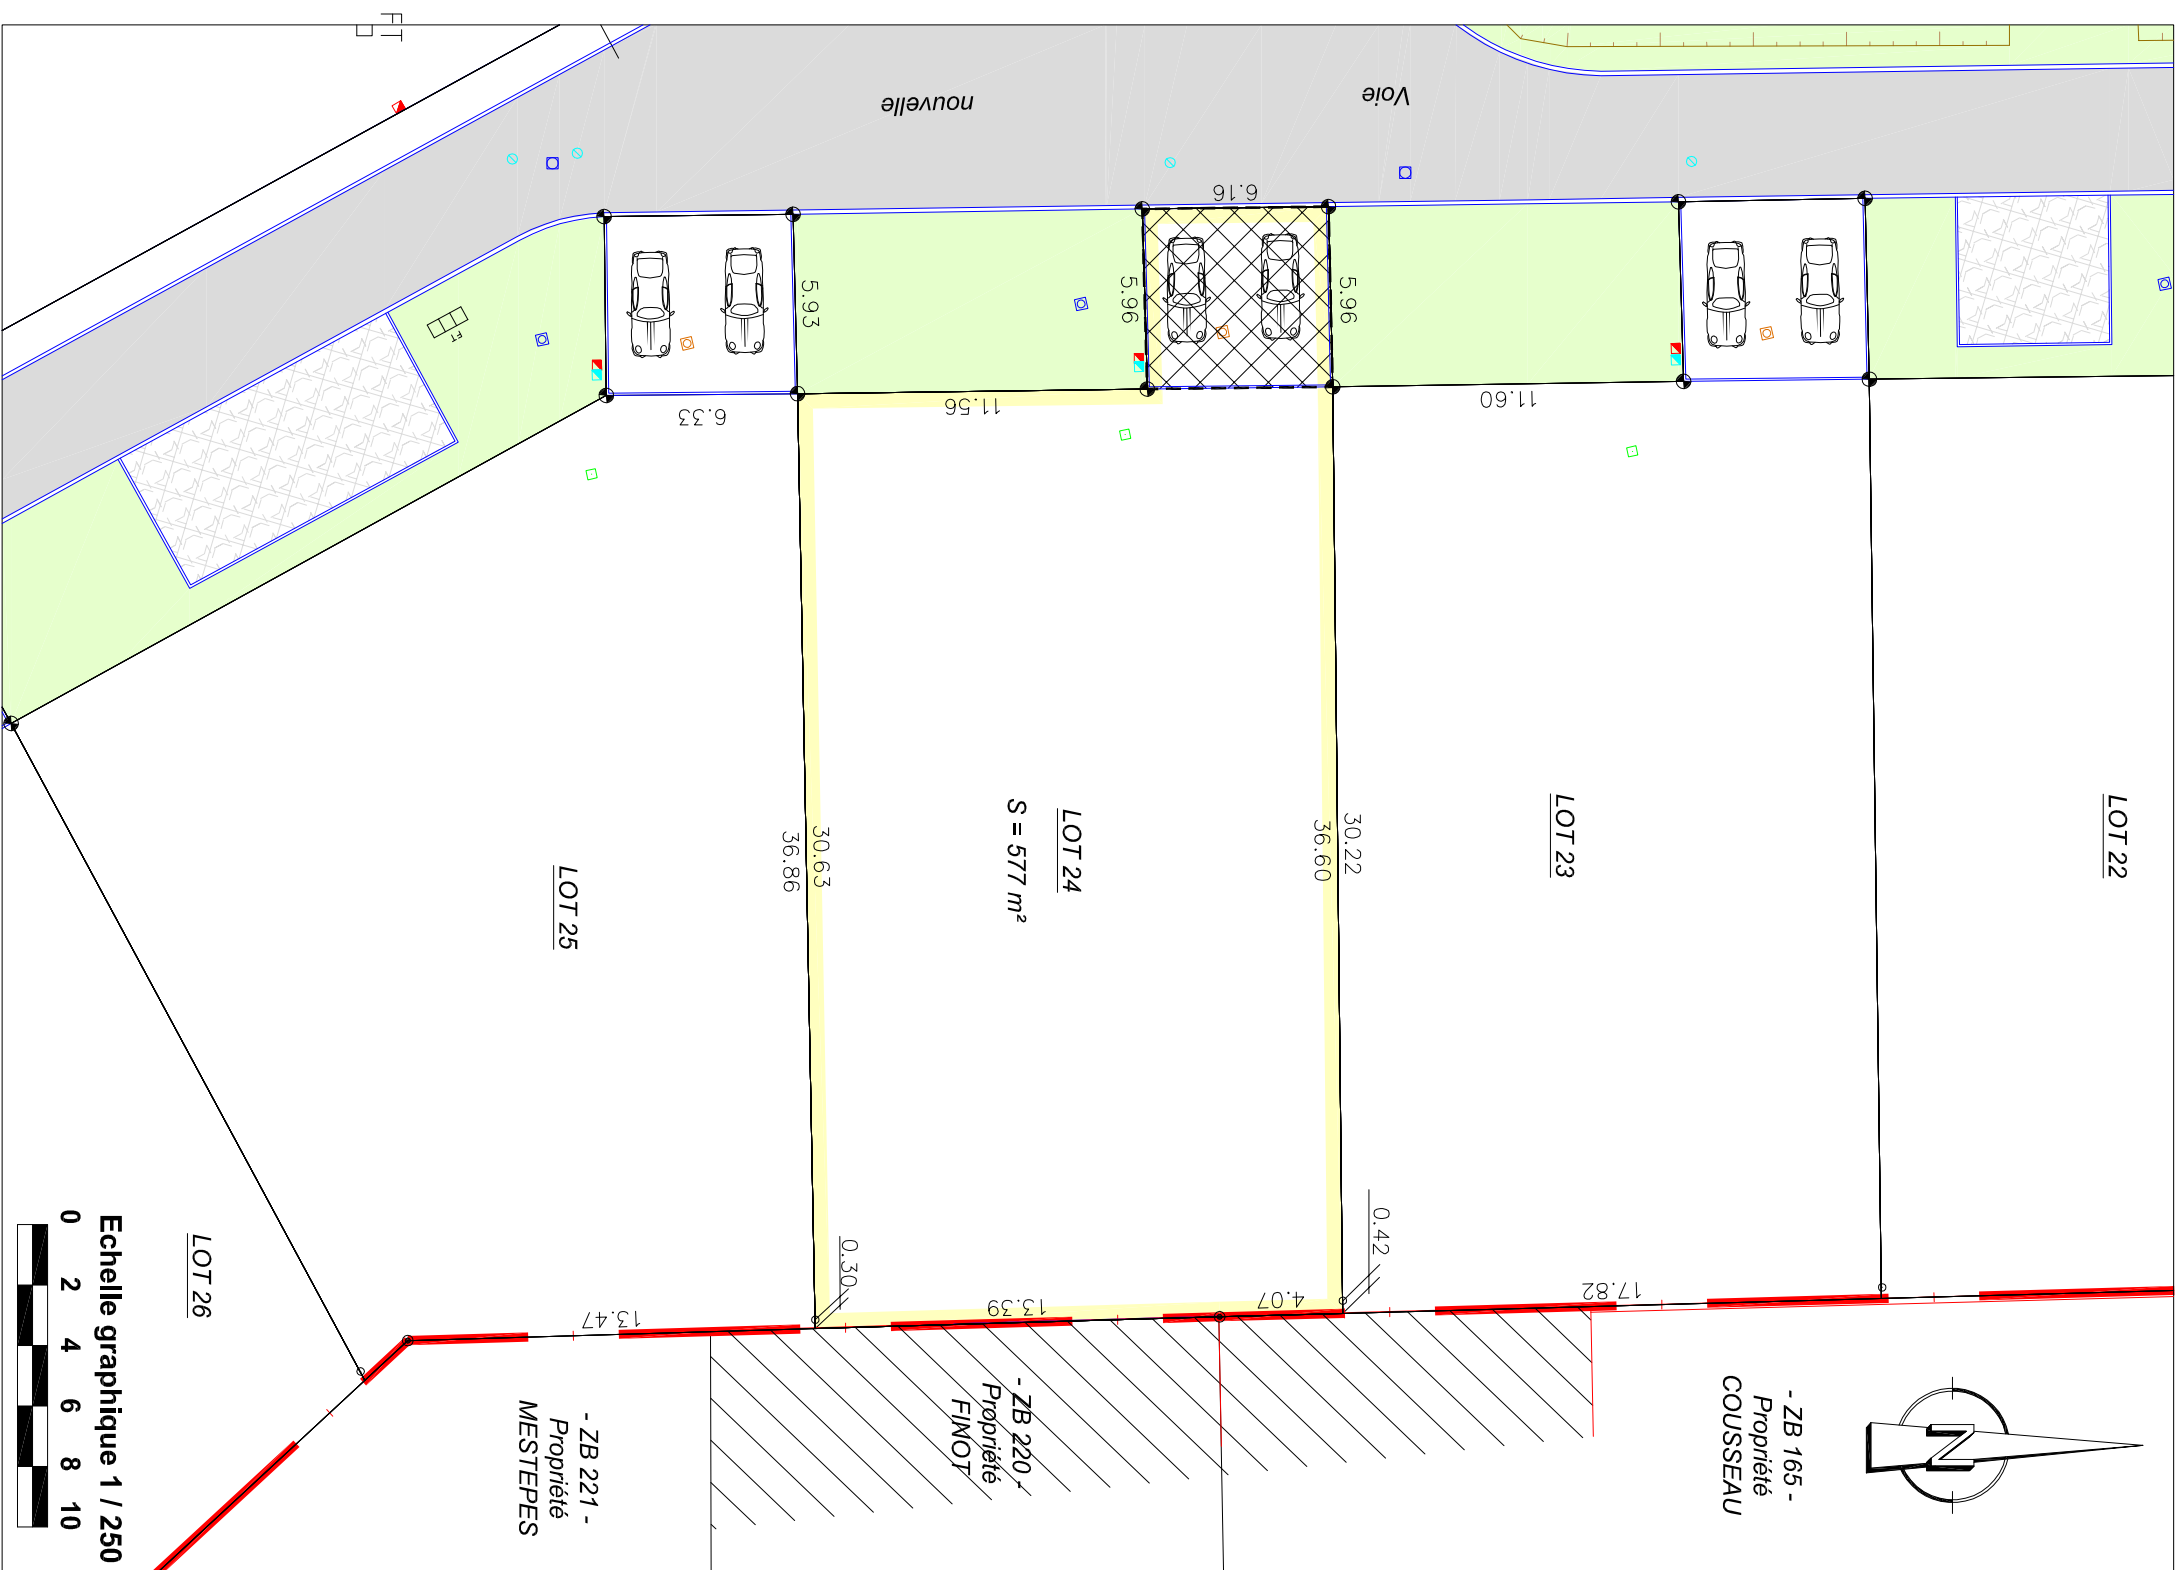 FT
Voie
nouvelle
6.16
5.93
5.96
5.96
FT
6.33
11.56
11.60
LOT 22
LOT 23
LOT 24
S = 577 m²
LOT 25
LOT 26
30.22
36.60
30.63
36.86
0.42
0.30
17.82
4.07
13.39
13.47
- ZB 165 -
Propriété
COUSSEAU
- ZB 220 -
Propriété
FINOT
- ZB 221 -
Propriété
MESTEPES
N
Echelle graphique 1 / 250
0 2 4 6 8 10